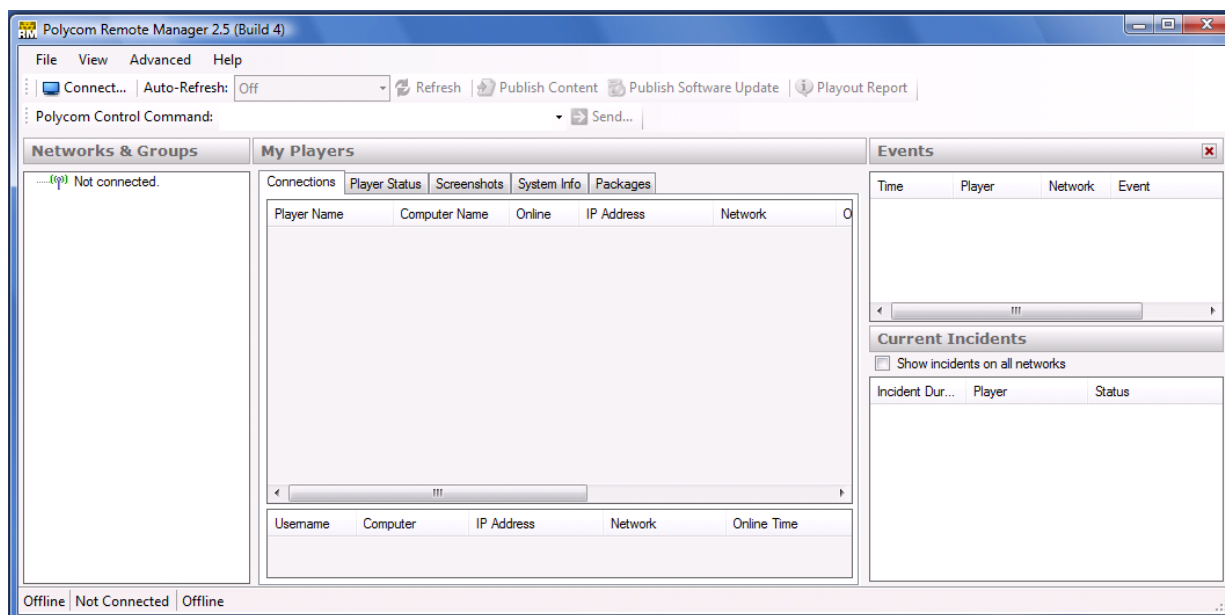 Polycom Remote Manager 2.5 (Build 4)
File View Advanced Help
Connect... Auto-Refresh: Off Refresh Publish Content Publish Software Update Playout Report
Polycom Control Command: Send...
Networks & Groups My Players Events
Not connected. Connections Player Status Screenshots System Info Packages Time Player Network Event
Player Name Computer Name Online IP Address Network O
Current Incidents
Show incidents on all networks
Incident Dur... Player Status
Username Computer IP Address Network Online Time
Offline Not Connected Offline